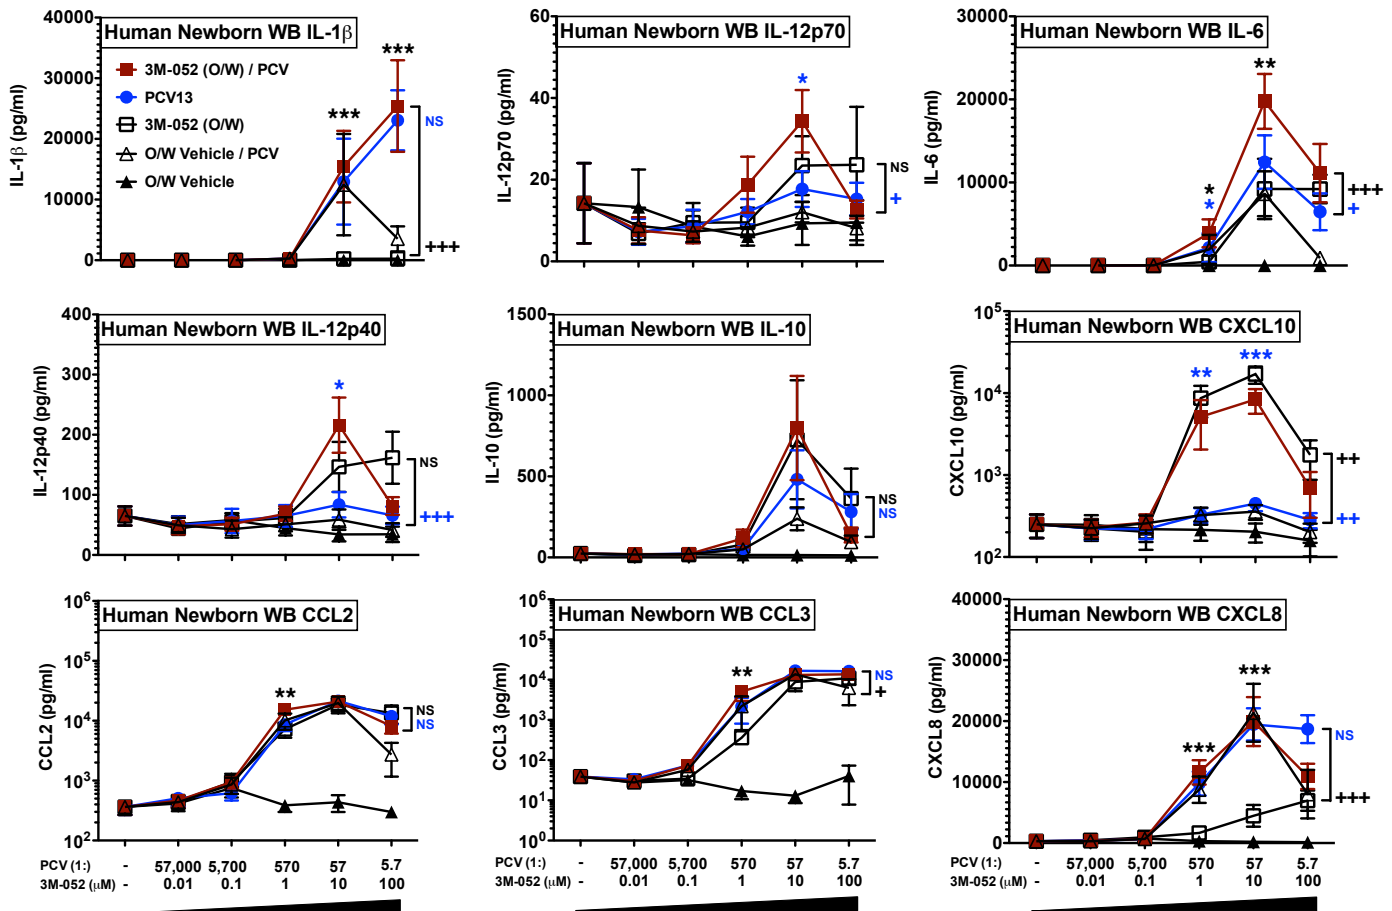 Human Newborn WB IL-1β
IL-1β (pg/ml)
40000
30000
20000
10000
0
3M-052 (O/W) / PCV
PCV13
3M-052 (O/W)
O/W Vehicle / PCV
O/W Vehicle
***
***
NS
+++
Human Newborn WB IL-12p70
IL-12p70 (pg/ml)
60
40
20
0
*
NS
+
Human Newborn WB IL-6
IL-6 (pg/ml)
30000
20000
10000
0
*
*
**
+++
+
Human Newborn WB IL-12p40
IL-12p40 (pg/ml)
400
300
200
100
0
*
NS
+++
Human Newborn WB IL-10
IL-10 (pg/ml)
1500
1000
500
0
NS
NS
Human Newborn WB CXCL10
CXCL10 (pg/ml)
10^5
10^4
10^3
10^2
**
***
++
++
Human Newborn WB CCL2
CCL2 (pg/ml)
10^6
10^5
10^4
10^3
10^2
**
NS
NS
Human Newborn WB CCL3
CCL3 (pg/ml)
10^6
10^5
10^4
10^3
10^2
10^1
10^0
**
NS
+
Human Newborn WB CXCL8
CXCL8 (pg/ml)
40000
30000
20000
10000
0
***
***
NS
+++
PCV (1:) - 57,000 5,700 570 57 5.7
3M-052 (μM) - 0.01 0.1 1 10 100
PCV (1:) - 57,000 5,700 570 57 5.7
3M-052 (μM) - 0.01 0.1 1 10 100
PCV (1:) - 57,000 5,700 570 57 5.7
3M-052 (μM) - 0.01 0.1 1 10 100